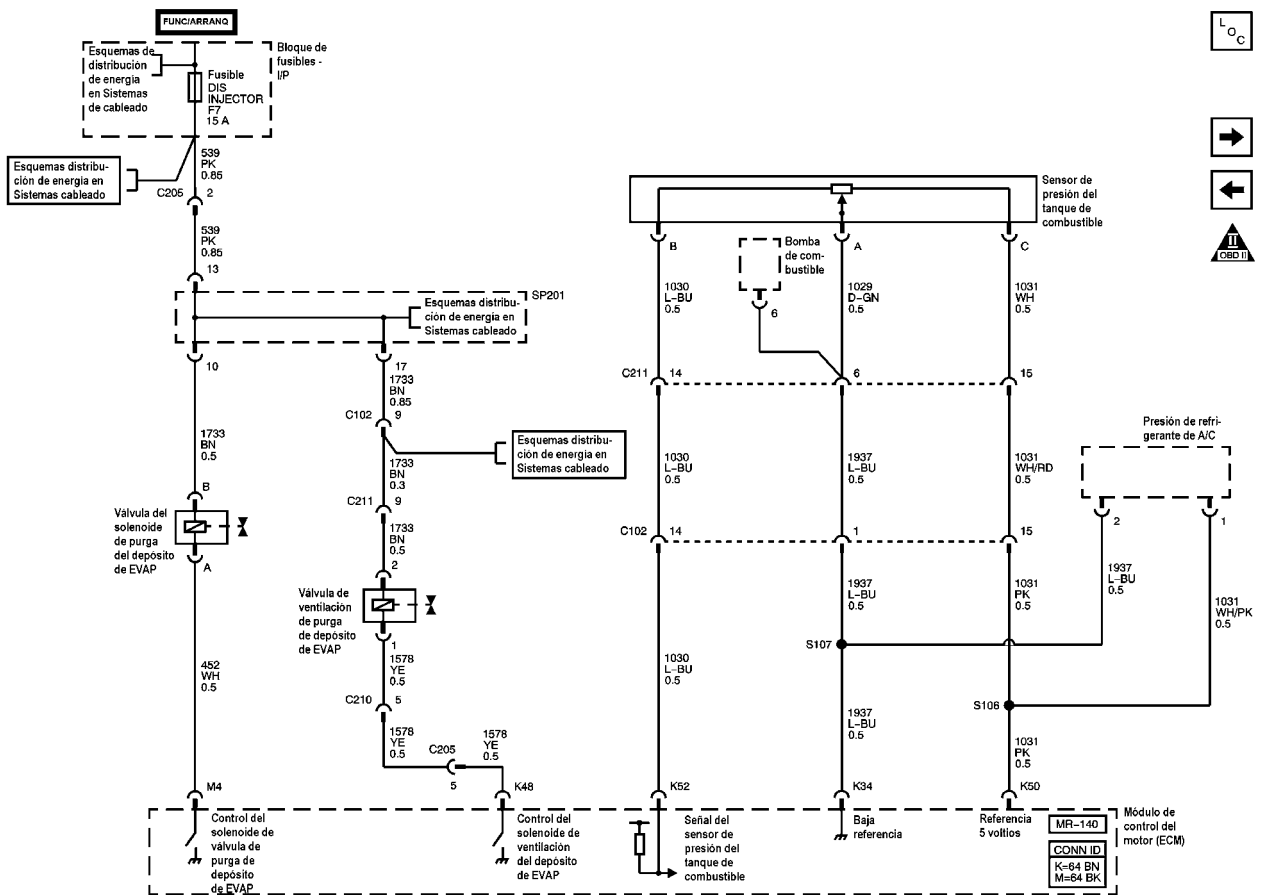 FUNC/ARRANQ
Esquemas de
distribución
de energía
en Sistemas
de cableado
Bloque de
fusibles -
I/P
Fusible
DIS
INJECTOR
F7
15 A
Esquemas distribu-
ción de energía en
Sistemas cableado
539
PK
0.85
C205
2
539
PK
0.85
13
SP201
Esquemas distribu-
ción de energía en
Sistemas cableado
10
17
1733
BN
0.85
C102
9
Esquemas distribu-
ción de energía en
Sistemas cableado
1733
BN
0.5
1733
BN
0.3
C211
9
B
Válvula del
solenoide
de purga
del depósito
de EVAP
A
1733
BN
0.5
2
Válvula de
ventilación
de purga
de depósito
de EVAP
1
1578
YE
0.5
452
WH
0.5
C210
5
1578
YE
0.5
C205
5
1578
YE
0.5
M4
K48
Sensor de
presión del
tanque de
combustible
B
A
C
Bomba
de com-
bustible
6
1030
L-BU
0.5
1029
D-GN
0.5
1031
WH
0.5
C211
14
6
15
1030
L-BU
0.5
1937
L-BU
0.5
1031
WH/RD
0.5
C102
14
1
15
Presión de refri-
gerante de A/C
2
1
1937
L-BU
0.5
1031
PK
0.5
1937
L-BU
0.5
1031
WH/PK
0.5
S107
1030
L-BU
0.5
S106
1937
L-BU
0.5
1031
PK
0.5
K52
K34
K50
Control del
solenoide de
válvula de
purga de
depósito
de EVAP
Control del
solenoide de
ventilación
del depósito
de EVAP
Señal del
sensor de
presión del
tanque de
combustible
Baja
referencia
Referencia
5 voltios
MR-140
CONN ID
K=64 BN
M=64 BK
Módulo de
control del
motor (ECM)
L
O
C
II
OBD II